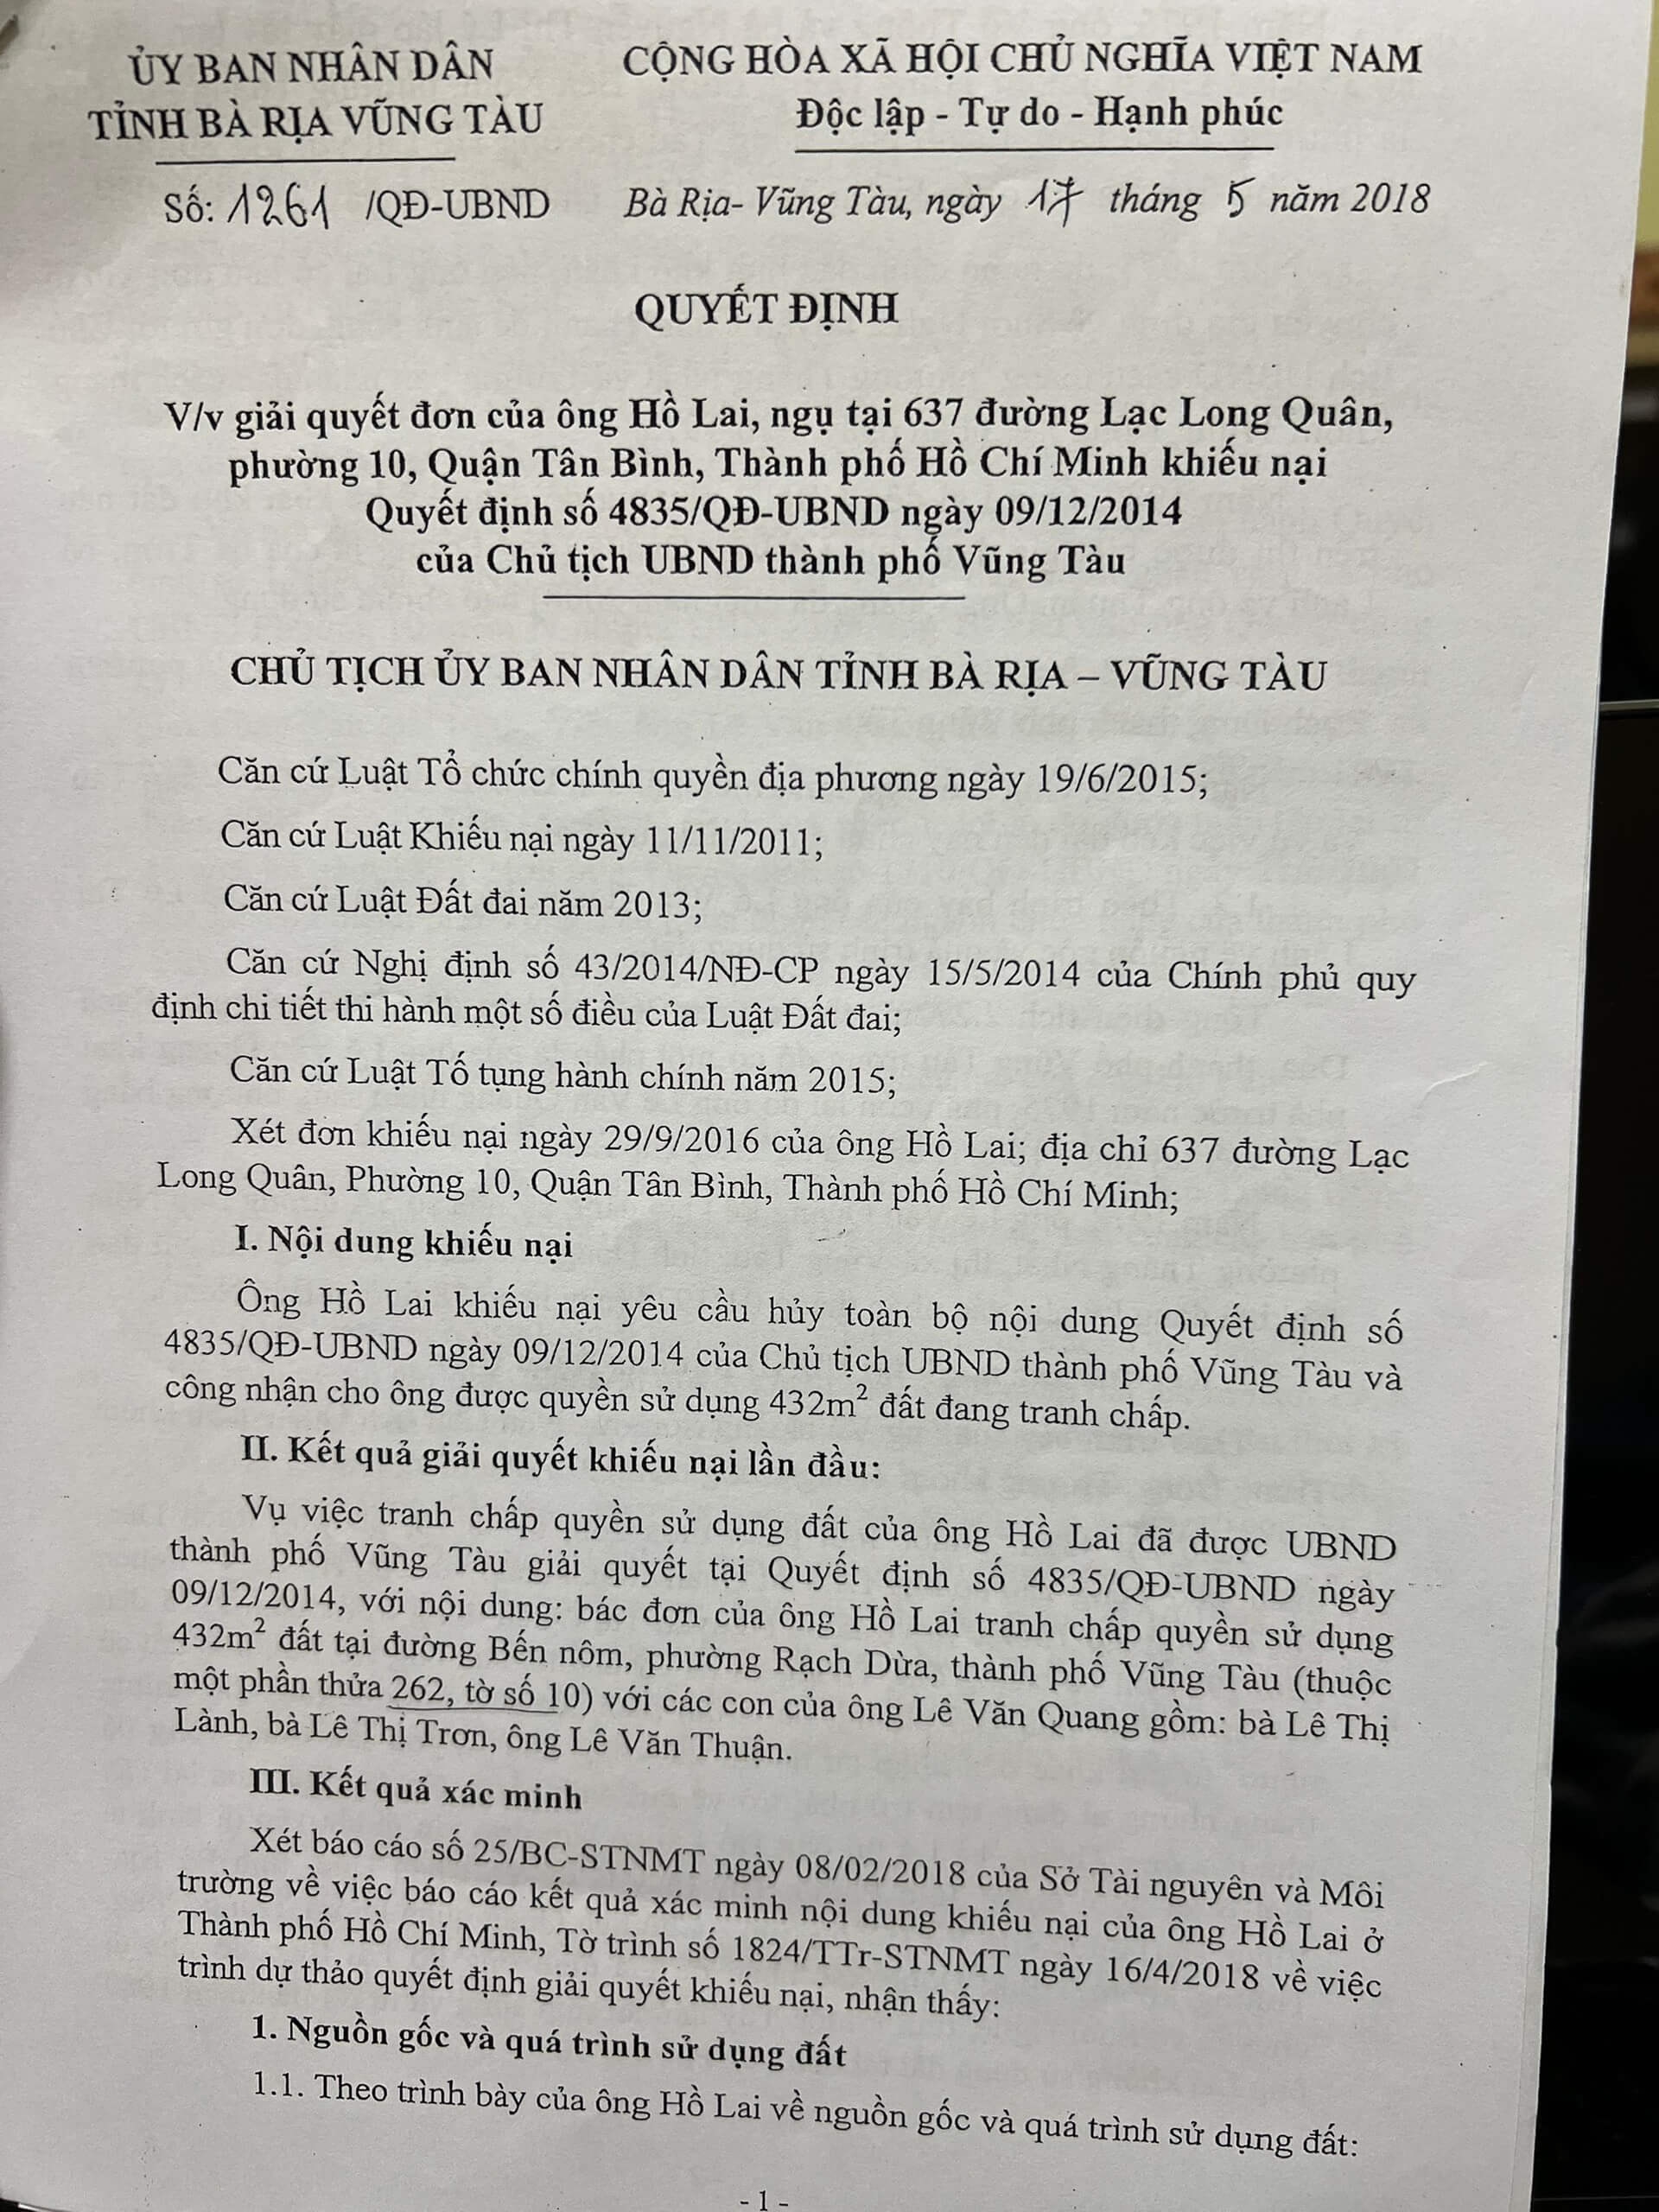 ỦY BAN NHÂN DÂN
TỈNH BÀ RỊA VŨNG TÀU
CỘNG HÒA XÃ HỘI CHỦ NGHĨA VIỆT NAM
Độc lập - Tự do - Hạnh phúc
Số: 1261 /QĐ-UBND
Bà Rịa- Vũng Tàu, ngày 17 tháng 5 năm 2018
QUYẾT ĐỊNH
V/v giải quyết đơn của ông Hồ Lai, ngụ tại 637 đường Lạc Long Quân,
phường 10, Quận Tân Bình, Thành phố Hồ Chí Minh khiếu nại
Quyết định số 4835/QĐ-UBND ngày 09/12/2014
của Chủ tịch UBND thành phố Vũng Tàu
CHỦ TỊCH ỦY BAN NHÂN DÂN TỈNH BÀ RỊA – VŨNG TÀU
Căn cứ Luật Tổ chức chính quyền địa phương ngày 19/6/2015;
Căn cứ Luật Khiếu nại ngày 11/11/2011;
Căn cứ Luật Đất đai năm 2013;
Căn cứ Nghị định số 43/2014/NĐ-CP ngày 15/5/2014 của Chính phủ quy
định chi tiết thi hành một số điều của Luật Đất đai;
Căn cứ Luật Tố tụng hành chính năm 2015;
Xét đơn khiếu nại ngày 29/9/2016 của ông Hồ Lai; địa chỉ 637 đường Lạc
Long Quân, Phường 10, Quận Tân Bình, Thành phố Hồ Chí Minh;
I. Nội dung khiếu nại
Ông Hồ Lai khiếu nại yêu cầu hủy toàn bộ nội dung Quyết định số
4835/QĐ-UBND ngày 09/12/2014 của Chủ tịch UBND thành phố Vũng Tàu và
công nhận cho ông được quyền sử dụng 432m² đất đang tranh chấp.
II. Kết quả giải quyết khiếu nại lần đầu:
Vụ việc tranh chấp quyền sử dụng đất của ông Hồ Lai đã được UBND
thành phố Vũng Tàu giải quyết tại Quyết định số 4835/QĐ-UBND ngày
09/12/2014, với nội dung: bác đơn của ông Hồ Lai tranh chấp quyền sử dụng
432m² đất tại đường Bến nôm, phường Rạch Dừa, thành phố Vũng Tàu (thuộc
một phần thửa 262, tờ số 10) với các con của ông Lê Văn Quang gồm: bà Lê Thị
Lành, bà Lê Thị Trơn, ông Lê Văn Thuận.
III. Kết quả xác minh
Xét báo cáo số 25/BC-STNMT ngày 08/02/2018 của Sở Tài nguyên và Môi
trường về việc báo cáo kết quả xác minh nội dung khiếu nại của ông Hồ Lai ở
Thành phố Hồ Chí Minh, Tờ trình số 1824/TTr-STNMT ngày 16/4/2018 về việc
trình dự thảo quyết định giải quyết khiếu nại, nhận thấy:
1. Nguồn gốc và quá trình sử dụng đất
1.1. Theo trình bày của ông Hồ Lai về nguồn gốc và quá trình sử dụng đất:
- 1 -